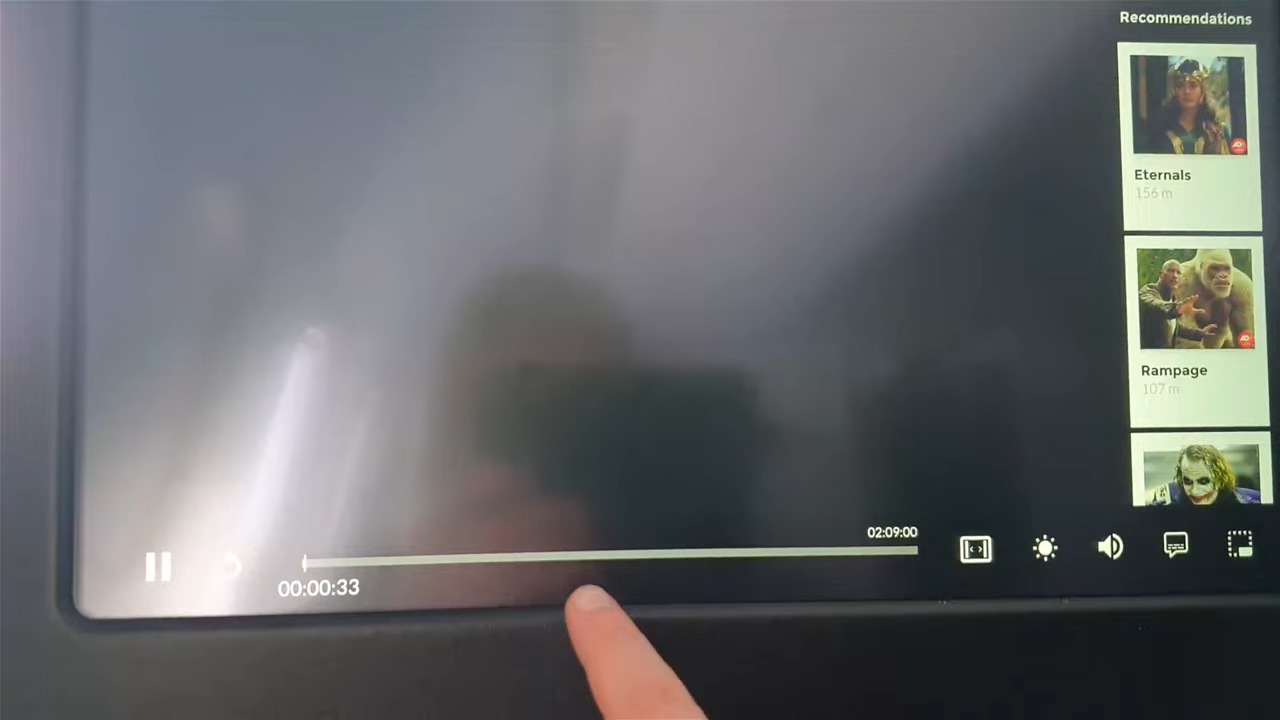 Recommendations
Eternals
156 m
Rampage
107 m
02:09:00
00:00:33